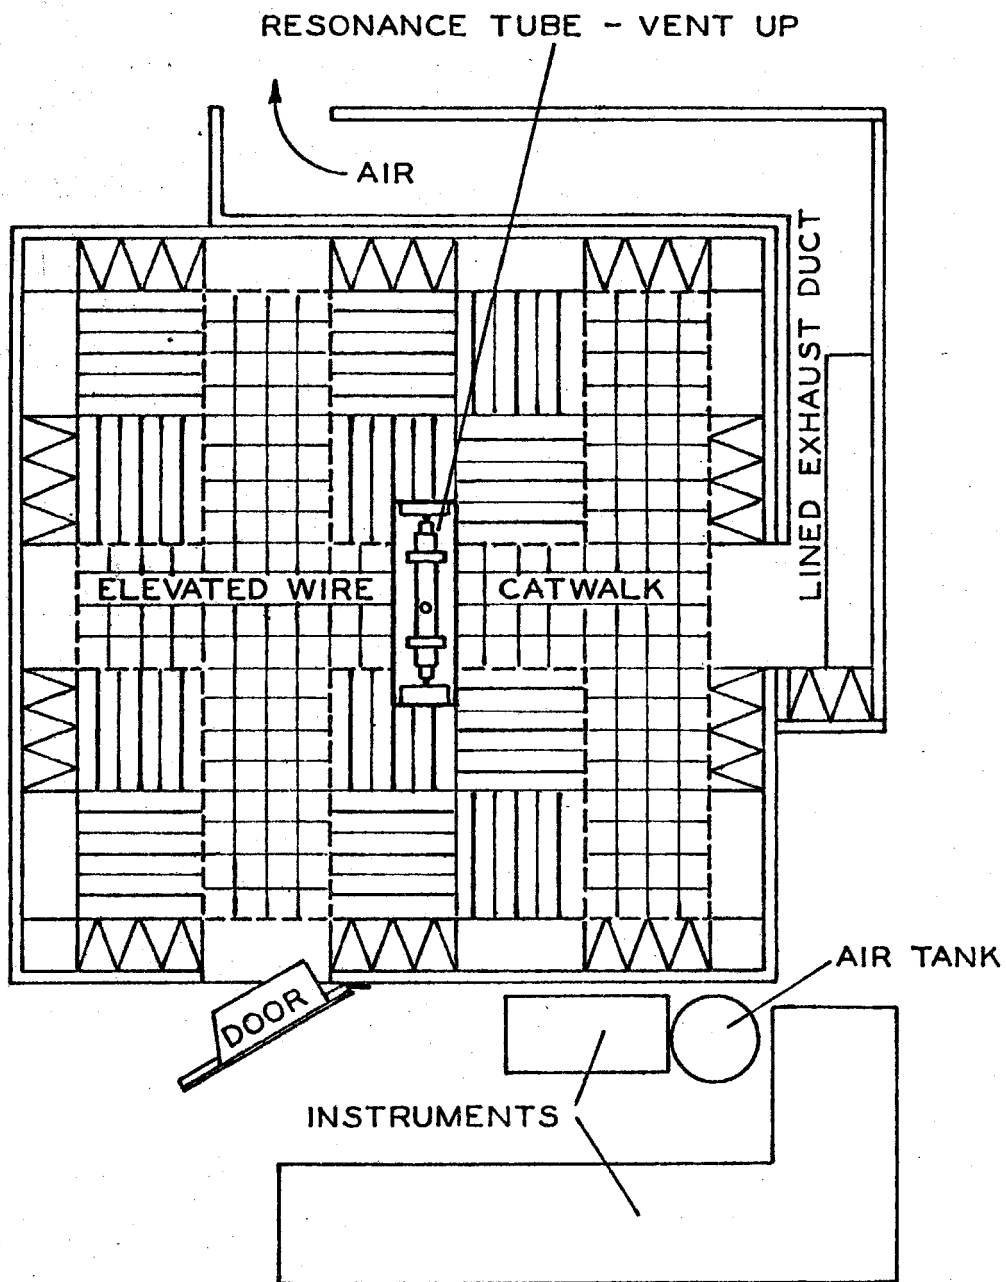 RESONANCE TUBE - VENT UP
AIR
LINED EXHAUST DUCT
ELEVATED WIRE CATWALK
DOOR
AIR TANK
INSTRUMENTS